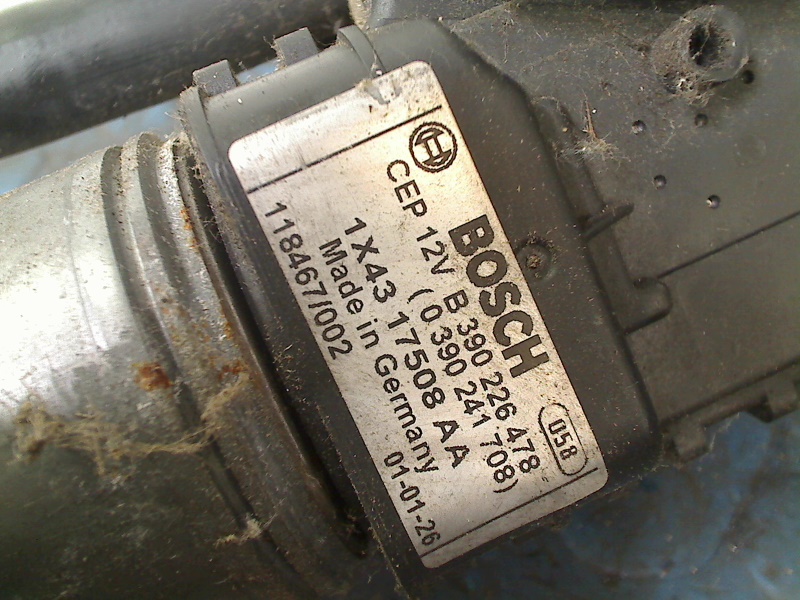 BOSCH
CEP 12V B 390 226 478
( 0 390 241 708)
058
1X43 17508 AA
Made in Germany
118467/002
01-01-26